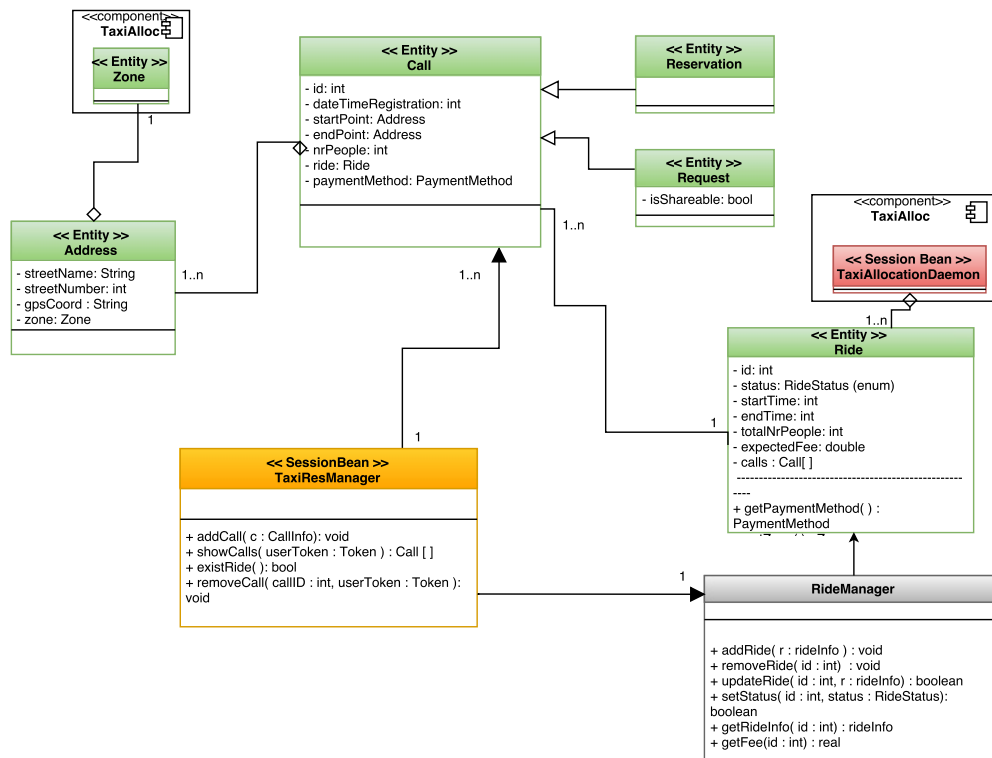 <<component>>
TaxiAlloc
<< Entity >>
Zone
1
<< Entity >>
Call
- id: int
- dateTimeRegistration: int
- startPoint: Address
- endPoint: Address
- nrPeople: int
- ride: Ride
- paymentMethod: PaymentMethod
<< Entity >>
Reservation
<< Entity >>
Request
- isShareable: bool
<<component>>
TaxiAlloc
<< Session Bean >>
TaxiAllocationDaemon
<< Entity >>
Address
- streetName: String
- streetNumber: int
- gpsCoord : String
- zone: Zone
1..n
1..n
1..n
1..n
<< Entity >>
Ride
- id: int
- status: RideStatus (enum)
- startTime: int
- endTime: int
- totalNrPeople: int
- expectedFee: double
- calls : Call[ ]
--------------------------------------------------
----
+ getPaymentMethod( ) :
PaymentMethod
1
1
<< SessionBean >>
TaxiResManager
+ addCall( c : CallInfo): void
+ showCalls( userToken : Token ) : Call [ ]
+ existRide( ): bool
+ removeCall( callID : int, userToken : Token ):
void
1
RideManager
+ addRide( r : rideInfo ) : void
+ removeRide( id : int) : void
+ updateRide( id : int, r : rideInfo) : boolean
+ setStatus( id : int, status : RideStatus):
boolean
+ getRideInfo( id : int) : rideInfo
+ getFee(id : int) : real